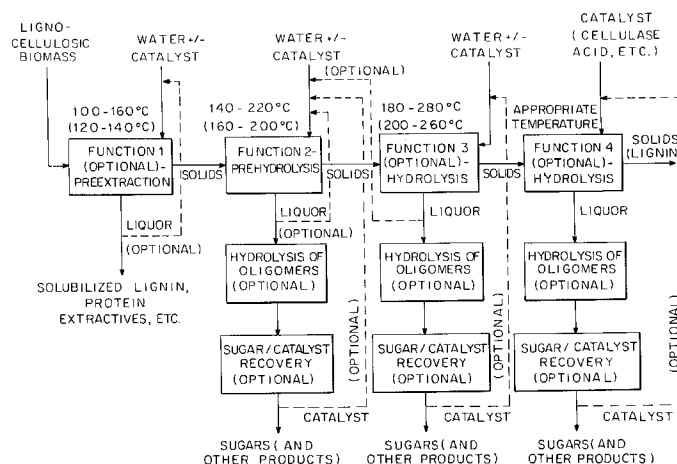 LIGNO-
CELLULOSIC
BIOMASS
WATER +/-
CATALYST
100-160°C
(120-140°C)
FUNCTION 1
(OPTIONAL)-
PREEXTRACTION
SOLIDS
LIQUOR
(OPTIONAL)
SOLUBILIZED LIGNIN,
PROTEIN
EXTRACTIVES, ETC.
WATER +/-
CATALYST
(OPTIONAL)
(OPTIONAL)
140-220°C
(160-200°C)
FUNCTION 2-
PREHYDROLYSIS
SOLIDS
LIQUOR
(OPTIONAL)
HYDROLYSIS OF
OLIGOMERS
(OPTIONAL)
SUGAR/CATALYST
RECOVERY
(OPTIONAL)
(OPTIONAL)
CATALYST
SUGARS(AND
OTHER PRODUCTS)
WATER +/-
CATALYST
180-280°C
(200-260°C)
FUNCTION 3
(OPTIONAL)-
HYDROLYSIS
SOLIDS
LIQUOR
HYDROLYSIS OF
OLIGOMERS
(OPTIONAL)
SUGAR/CATALYST
RECOVERY
(OPTIONAL)
(OPTIONAL)
CATALYST
SUGARS(AND
OTHER PRODUCTS)
CATALYST
(CELLULASE
ACID, ETC.)
APPROPRIATE
TEMPERATURE
FUNCTION 4
(OPTIONAL)-
HYDROLYSIS
SOLIDS
(LIGNIN)
LIQUOR
HYDROLYSIS OF
OLIGOMERS
(OPTIONAL)
SUGAR/CATALYST
RECOVERY
(OPTIONAL)
(OPTIONAL)
CATALYST
SUGARS(AND
OTHER PRODUCTS)